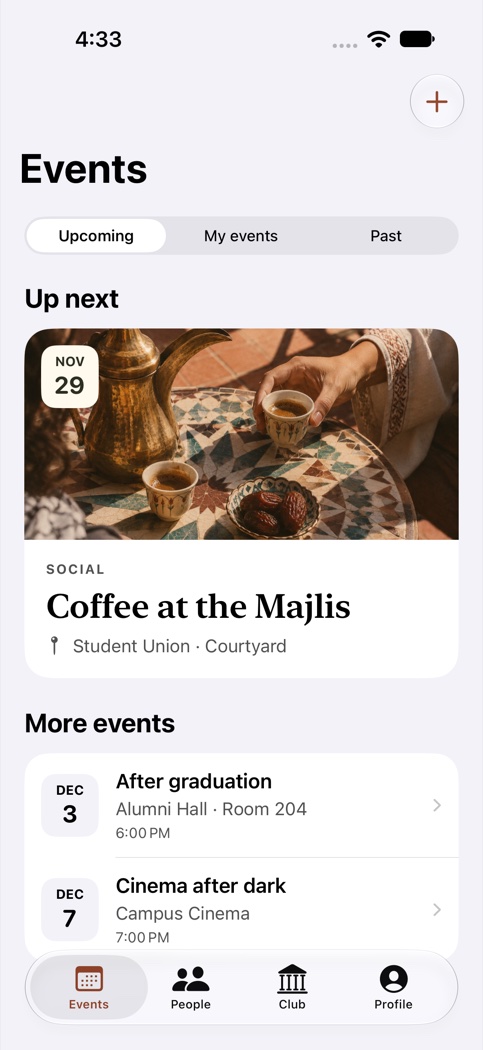 4:33
Events
Upcoming
My events
Past
Up next
NOV
29
SOCIAL
Coffee at the Majlis
Student Union · Courtyard
More events
DEC
3
After graduation
Alumni Hall · Room 204
6:00 PM
DEC
7
Cinema after dark
Campus Cinema
7:00 PM
Events
People
Club
Profile